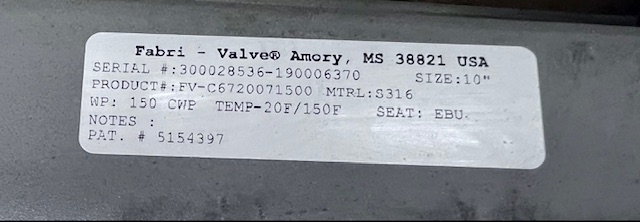 Fabri - Valve® Amory, MS 38821 USA
SERIAL #:300028536-190006370 SIZE:10"
PRODUCT#:FV-C6720071500 MTRL:S316
WP: 150 CWP TEMP-20F/150F SEAT: EBU
NOTES :
PAT. # 5154397